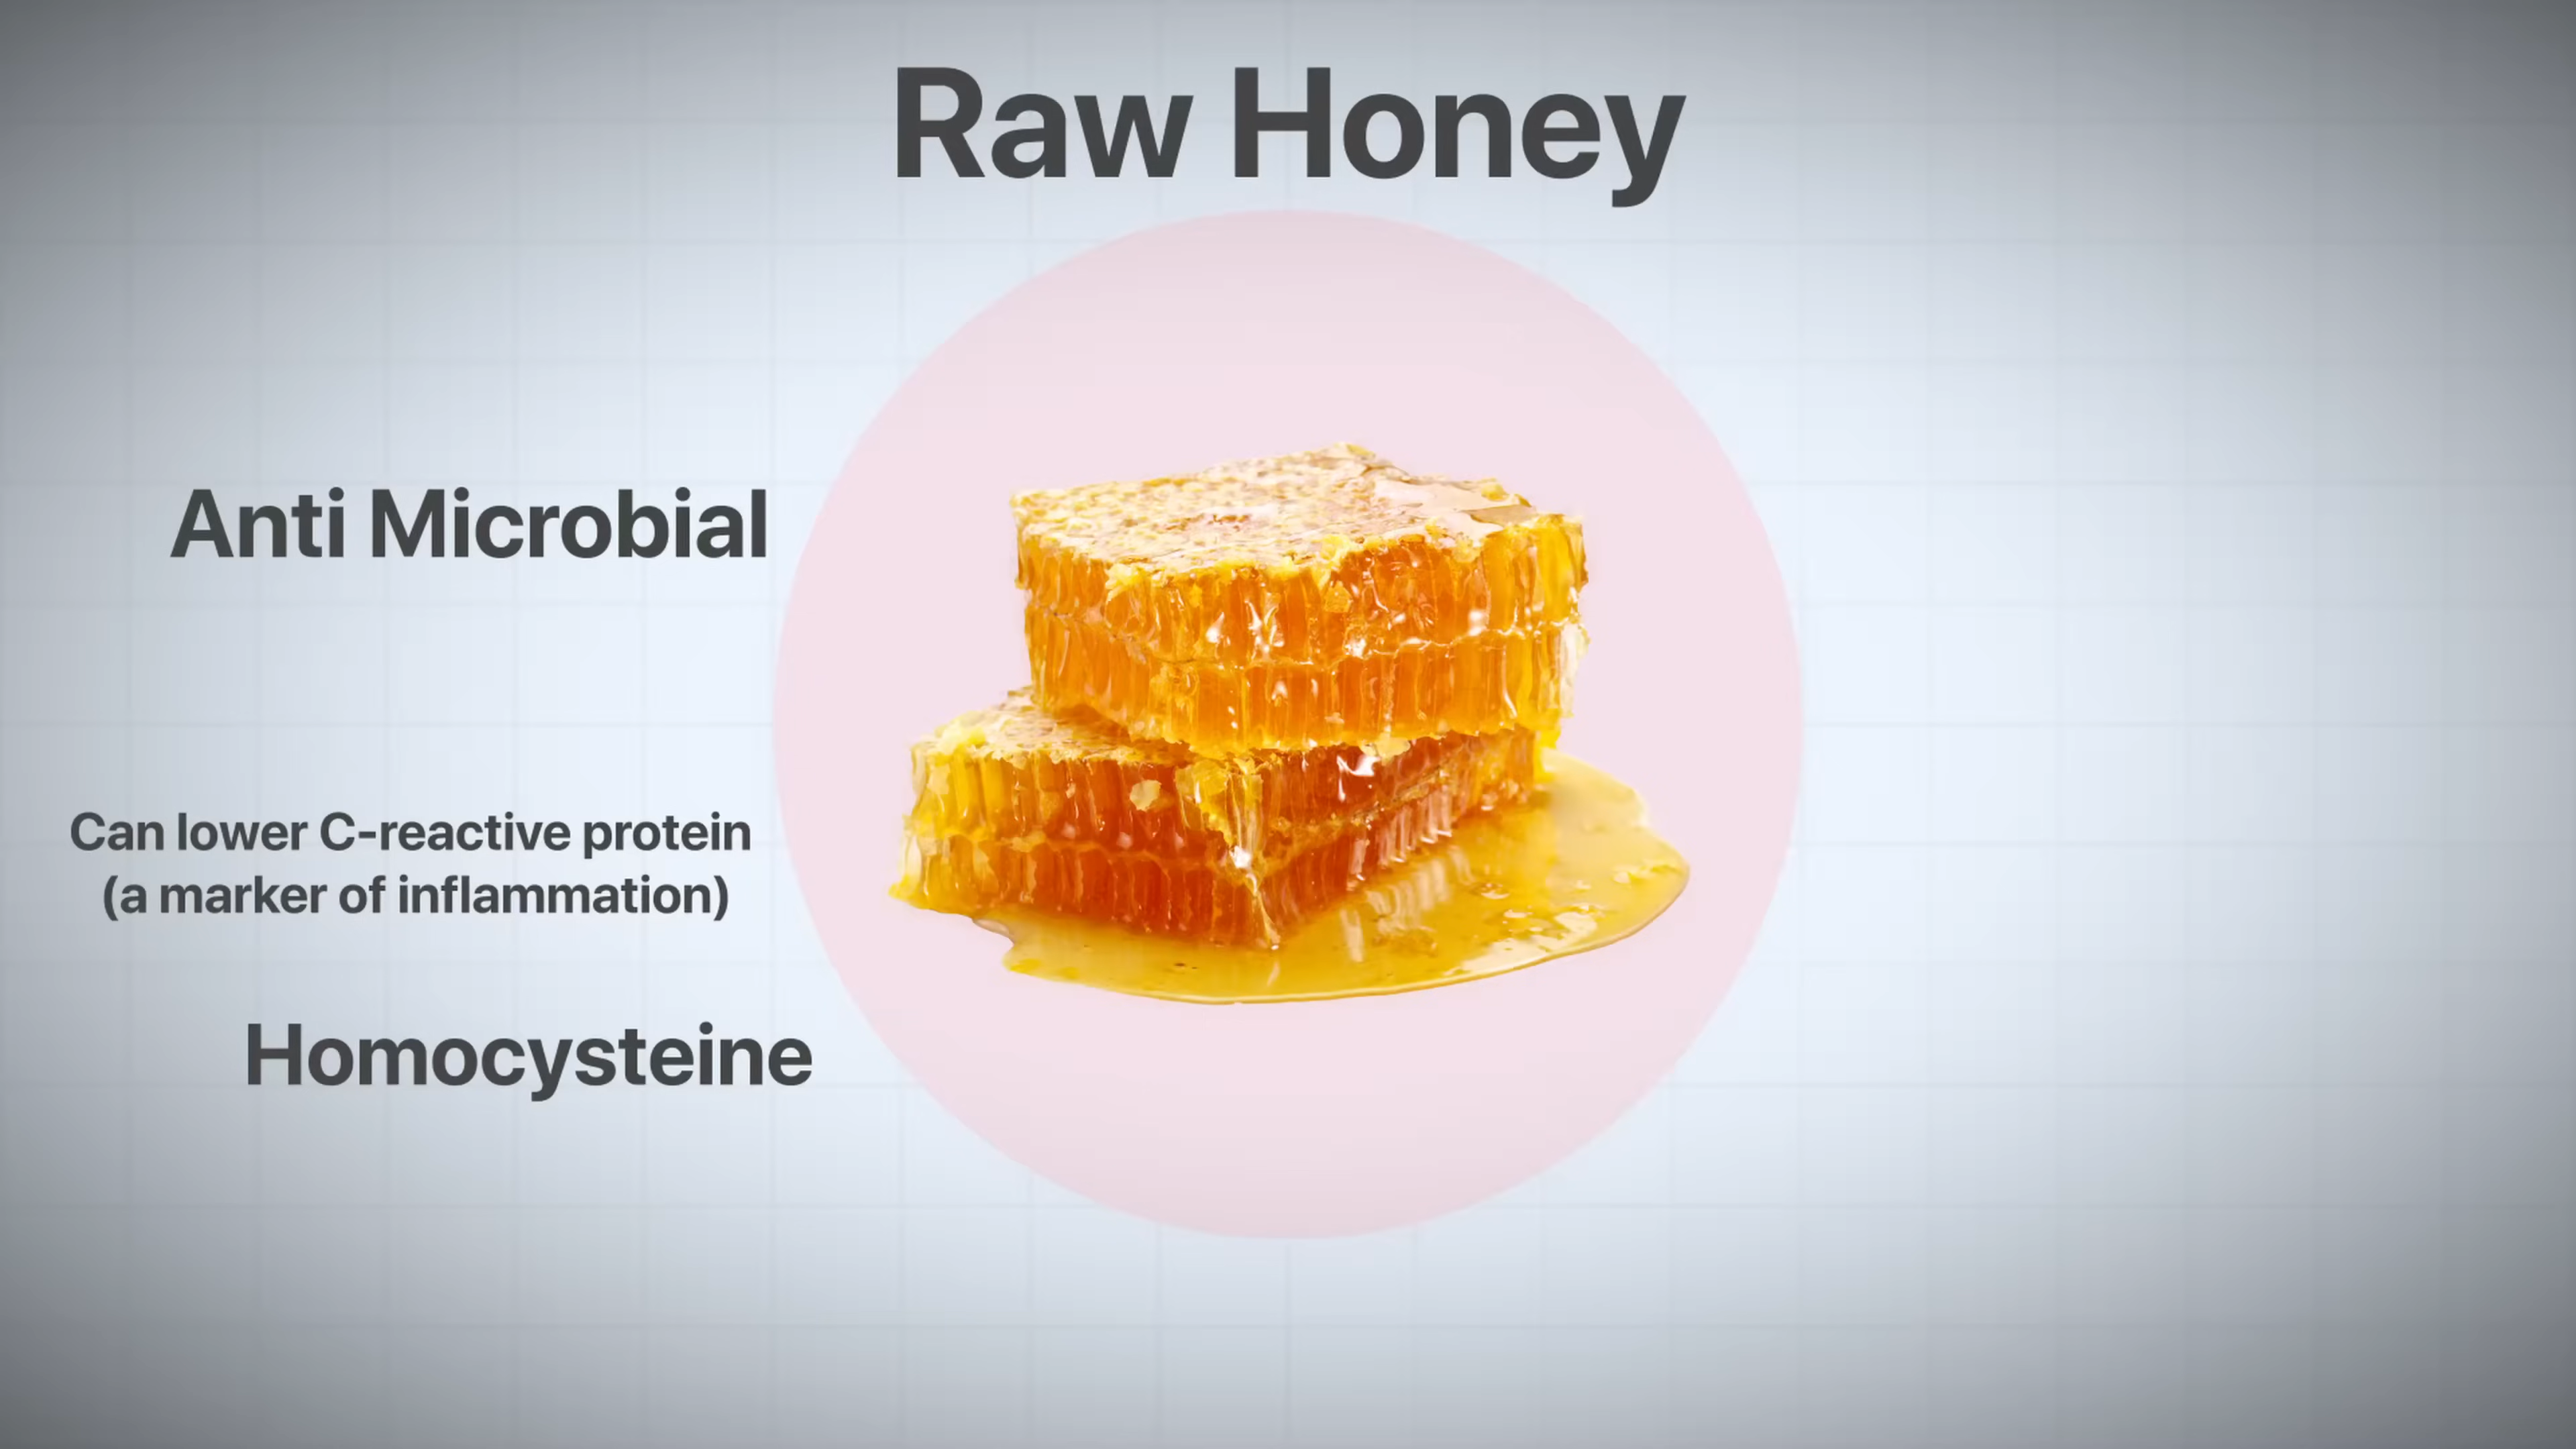 Raw Honey
Anti Microbial
Can lower C-reactive protein
(a marker of inflammation)
Homocysteine